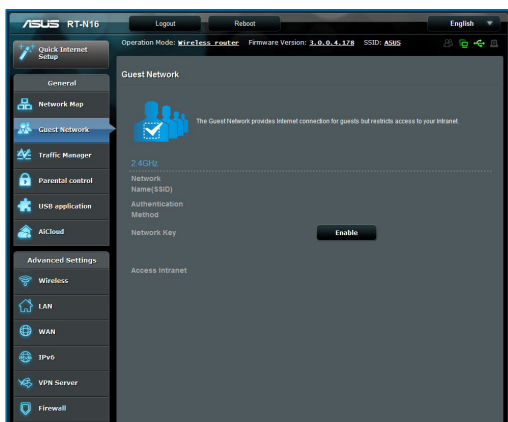 ASUS RT-N16
Logout
Reboot
English
Quick Internet
Setup
Operation Mode: Wireless router Firmware Version: 3.0.0.4.178 SSID: ASUS
General
Network Map
Guest Network
Traffic Manager
Parental control
USB application
AiCloud
Advanced Settings
Wireless
LAN
WAN
IPv6
VPN Server
Firewall
Guest Network
The Guest Network provides Internet connection for guests but restricts access to your Intranet.
2.4GHz
Network
Name(SSID)
Authentication
Method
Network Key
Enable
Access Intranet